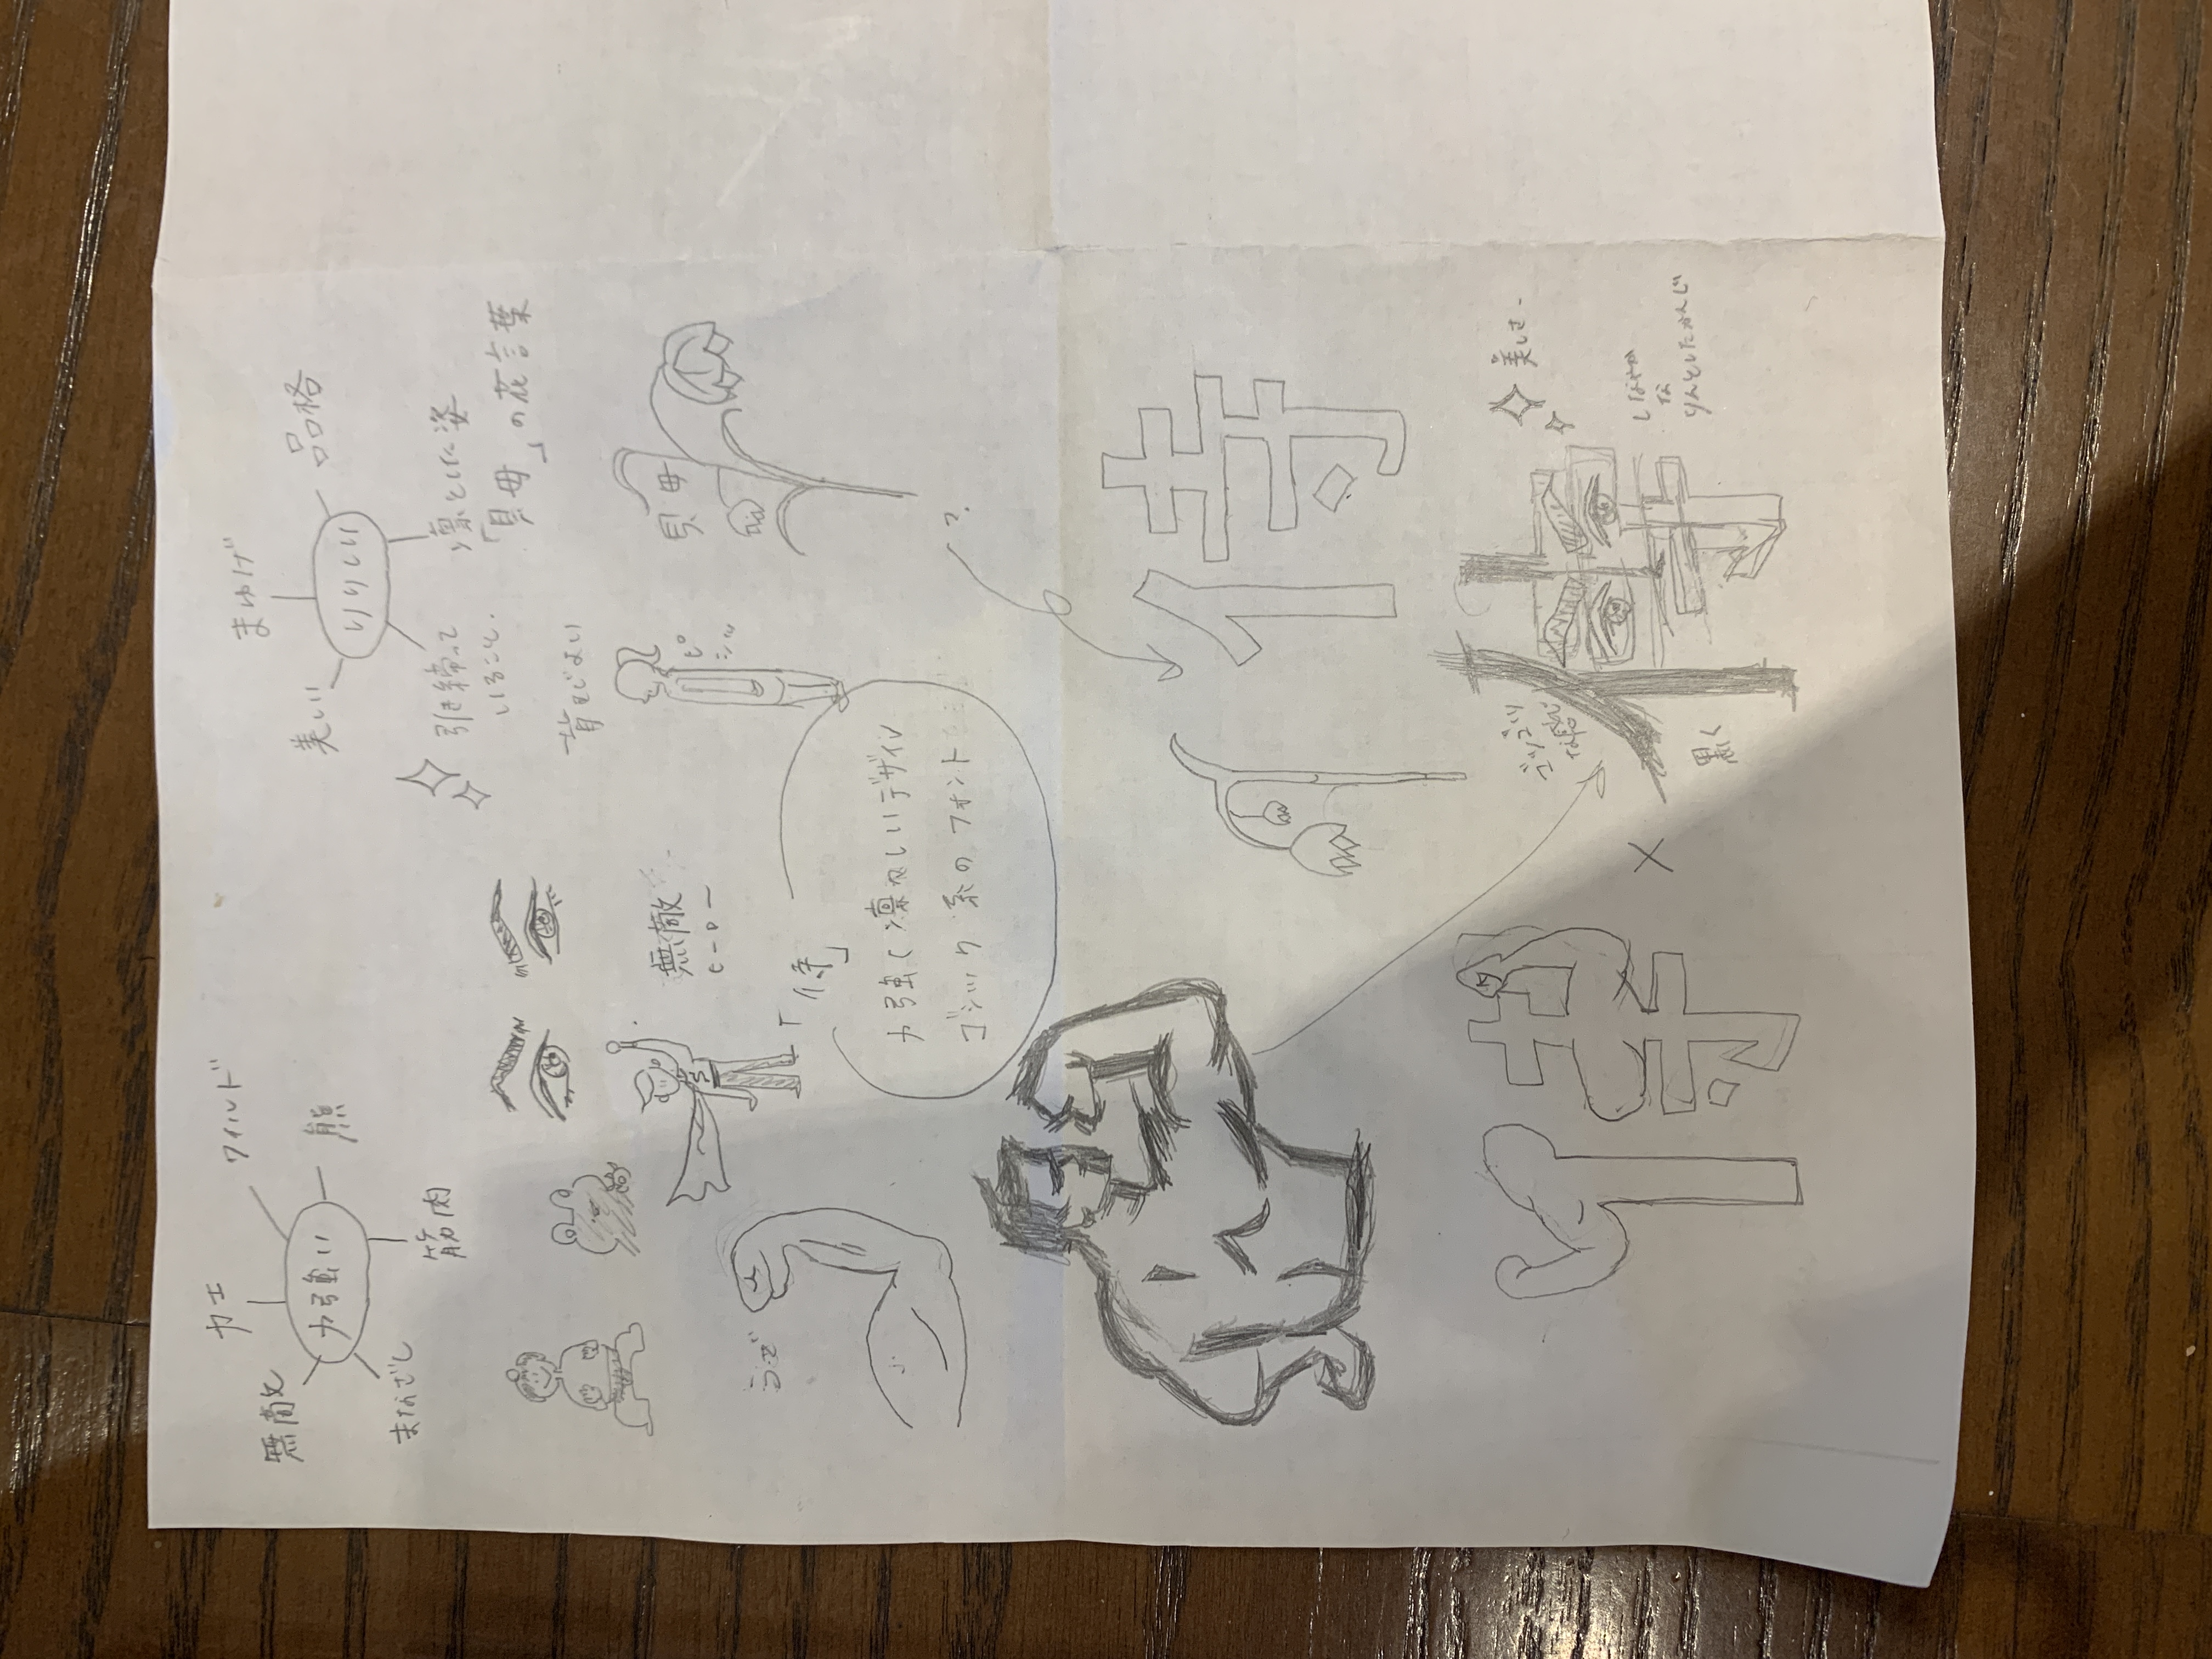 力士
ワイルド
無敵
力強い
熊
まなざし
筋肉
まゆげ
美しい
品格
りりしい
引き締って
いること.
凛とした姿
「貝母」の花言葉
背すじよい
ピシッ
貝母
無敵
ヒーロー
S
うで
「侍」
力強く凛々しいデザイン
ゴシック系のフォント
?
侍
侍
×
侍
ゴツゴツ
な感じ
黒く
美しさ.
しなやか
な
りんとしたかんじ